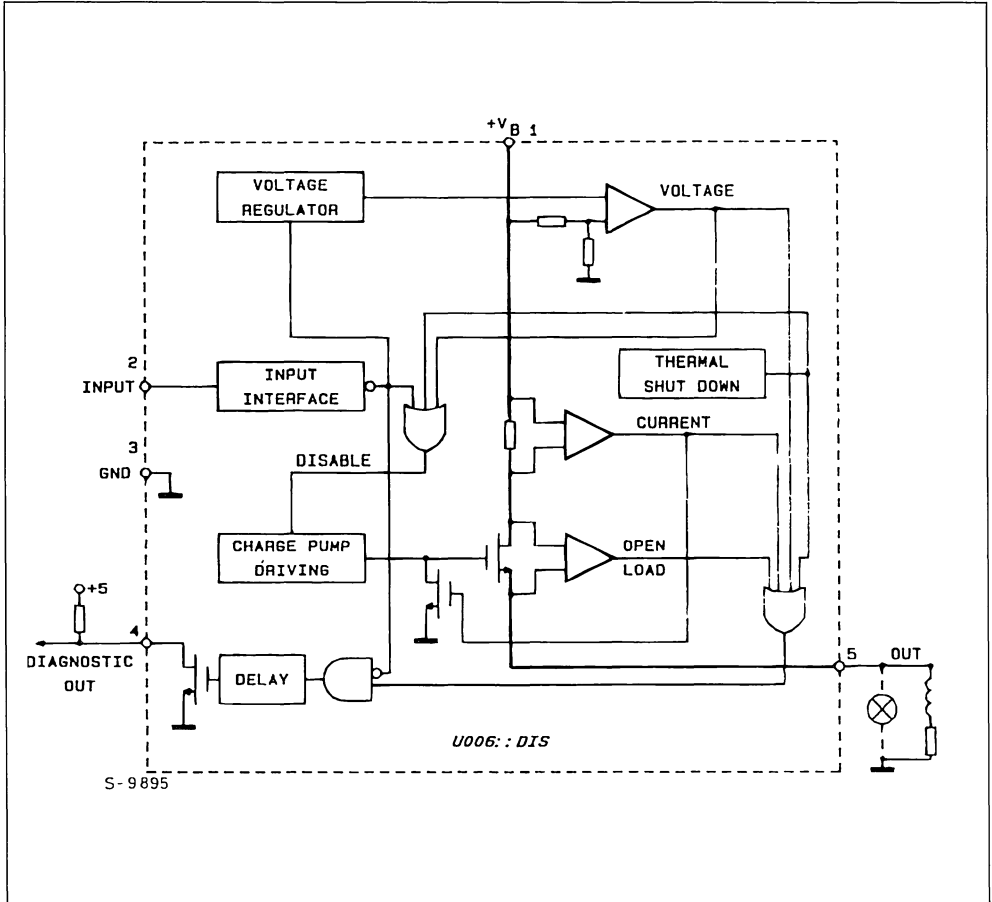 +VB 1
VOLTAGE
REGULATOR
VOLTAGE
2
INPUT
INPUT
INTERFACE
THERMAL
SHUT DOWN
CURRENT
3
GND
DISABLE
CHARGE PUMP
DRIVING
OPEN
LOAD
+5
4
DIAGNOSTIC
OUT
DELAY
5
OUT
U006::DIS
S-9895